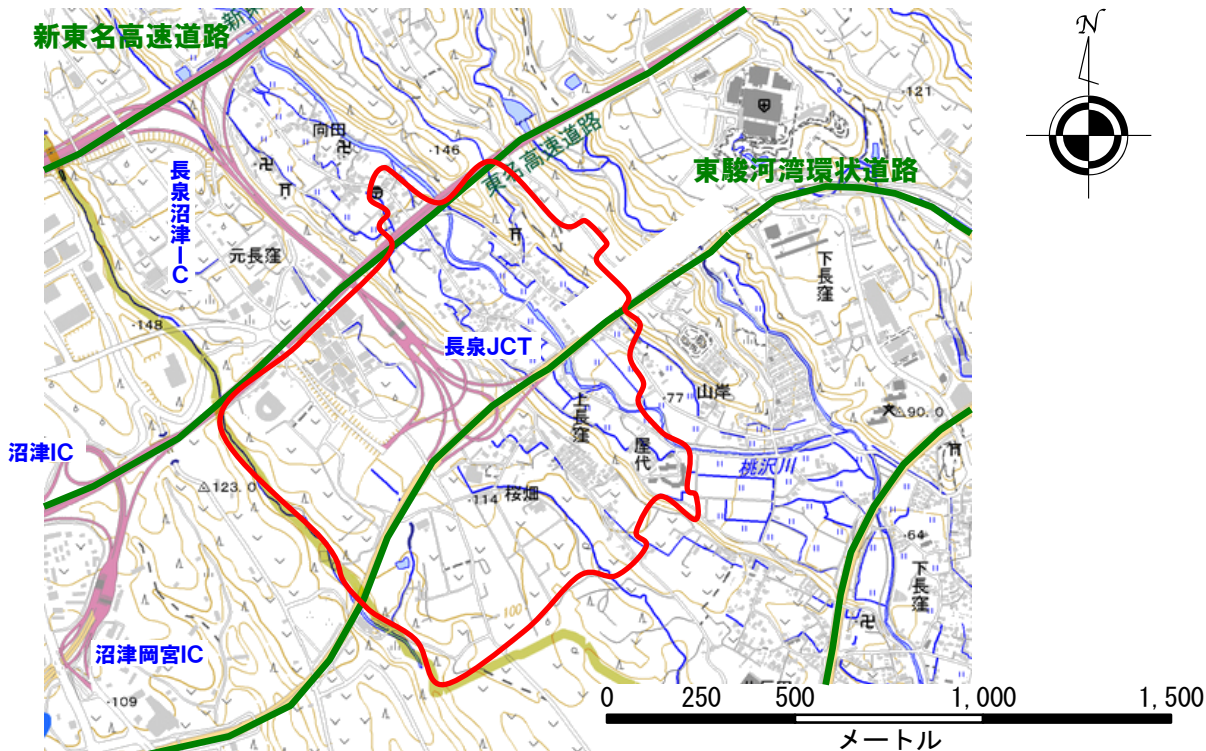 新東名高速道路
N
向田
・146
・121
東名高速道路
東駿河湾環状道路
長泉沼津IC
元長窪
下長窪
・148
長泉JCT
山岸
・77
上長窪
90.0
沼津IC
屋代
桃沢川
123.0
・114
桜畑
・64
下長窪
100
沼津岡宮IC
・109
0 250 500 1,000 1,500
メートル